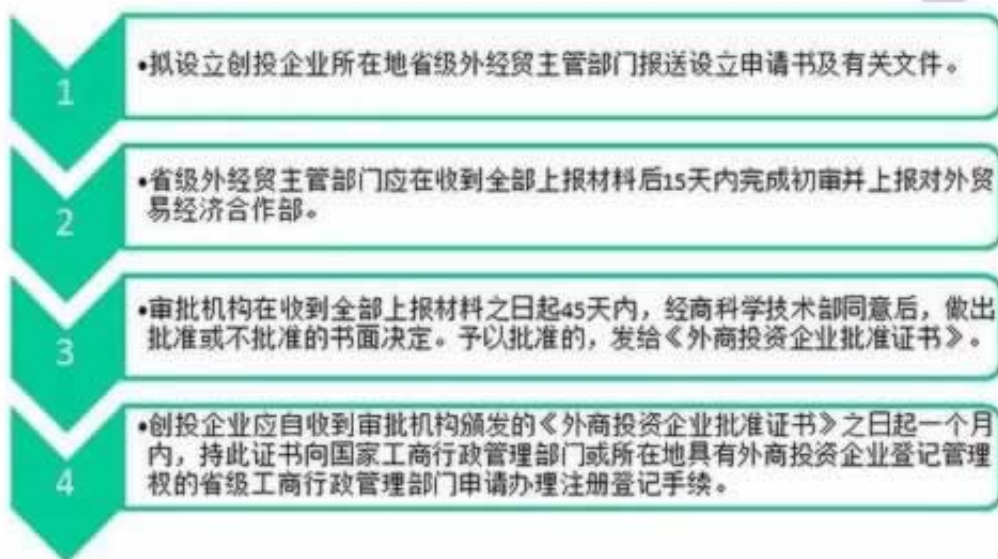 1
•拟设立创投企业所在地省级外经贸主管部门报送设立申请书及有关文件。
2
•省级外经贸主管部门应在收到全部上报材料后15天内完成初审并上报对外贸
易经济合作部。
3
•审批机构在收到全部上报材料之日起45天内，经商科学技术部同意后，做出
批准或不批准的书面决定。予以批准的，发给《外商投资企业批准证书》。
4
•创投企业应自收到审批机构颁发的《外商投资企业批准证书》之日起一个月
内，持此证书向国家工商行政管理部门或所在地具有外商投资企业登记管理
权的省级工商行政管理部门申请办理注册登记手续。